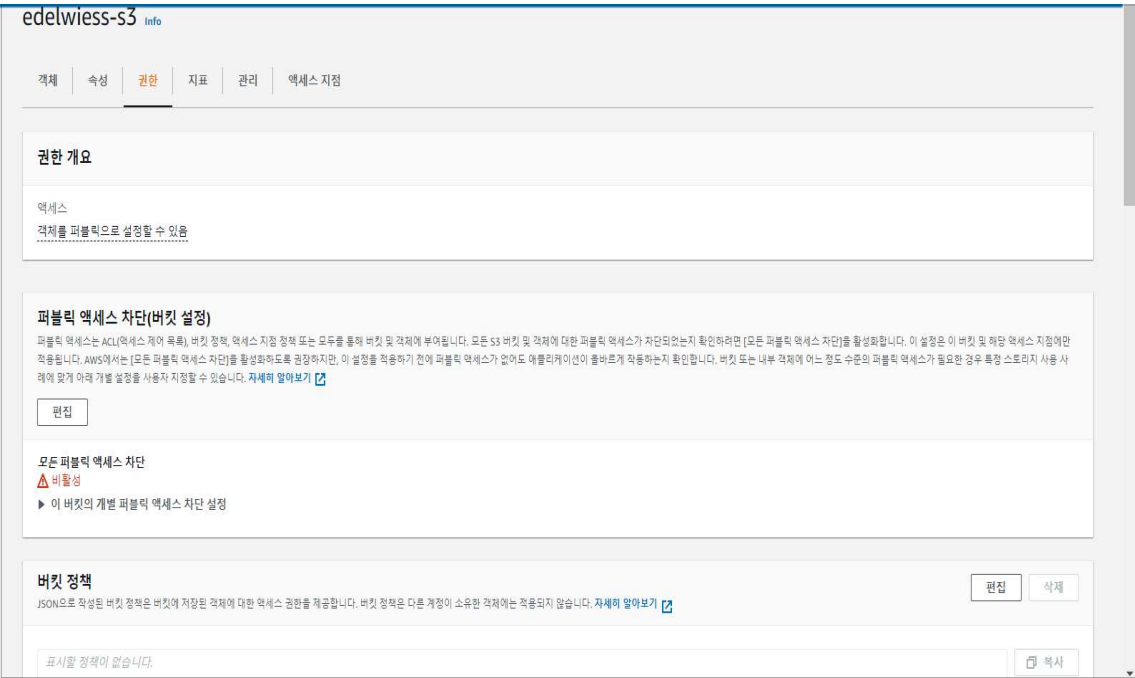 edelwiess-s3 Info
객체 속성 권한 지표 관리 액세스 지점
권한 개요
액세스
객체를 퍼블릭으로 설정할 수 있음
퍼블릭 액세스 차단(버킷 설정)
퍼블릭 액세스는 ACL(액세스 제어 목록), 버킷 정책, 액세스 지점 정책 또는 모두를 통해 버킷 및 객체에 부여됩니다. 모든 S3 버킷 및 객체에 대한 퍼블릭 액세스가 차단되었는지 확인하려면 [모든 퍼블릭 액세스 차단]을 활성화합니다. 이 설정은 이 버킷 및 해당 액세스 지점에만
적용됩니다. AWS에서는 [모든 퍼블릭 액세스 차단]을 활성화하도록 권장하지만, 이 설정을 적용하기 전에 퍼블릭 액세스가 없어도 애플리케이션이 올바르게 작동하는지 확인합니다. 버킷 또는 내부 객체에 어느 정도 수준의 퍼블릭 액세스가 필요한 경우 특정 스토리지 사용 사
례에 맞게 아래 개별 설정을 사용자 지정할 수 있습니다. 자세히 알아보기
편집
모든 퍼블릭 액세스 차단
비활성
이 버킷의 개별 퍼블릭 액세스 차단 설정
버킷 정책
편집 삭제
JSON으로 작성된 버킷 정책은 버킷에 저장된 객체에 대한 액세스 권한을 제공합니다. 버킷 정책은 다른 계정이 소유한 객체에는 적용되지 않습니다. 자세히 알아보기
표시할 정책이 없습니다.
복사